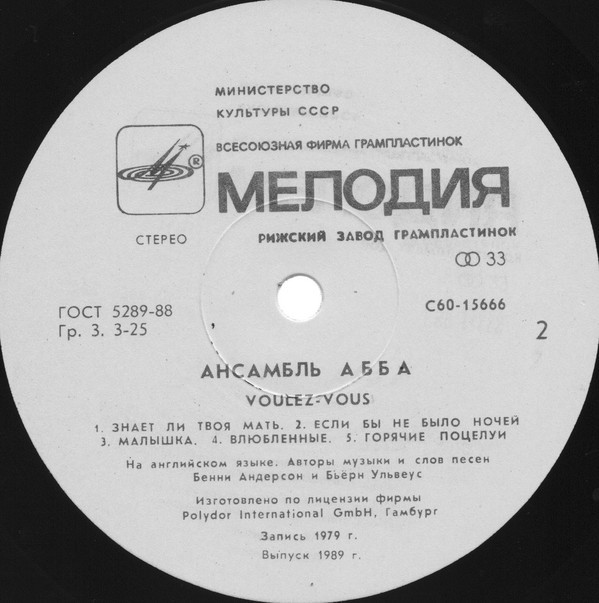 МИНИСТЕРСТВО
КУЛЬТУРЫ СССР
ВСЕСОЮЗНАЯ ФИРМА ГРАМПЛАСТИНОК
®
МЕЛОДИЯ
СТЕРЕО
РИЖСКИЙ ЗАВОД ГРАМПЛАСТИНОК
33
ГОСТ 5289-88
С60-15666
Гр. 3. 3-25
2
АНСАМБЛЬ АББА
VOULEZ-VOUS
1. ЗНАЕТ ЛИ ТВОЯ МАТЬ. 2. ЕСЛИ БЫ НЕ БЫЛО НОЧЕЙ
3. МАЛЫШКА. 4. ВЛЮБЛЕННЫЕ. 5. ГОРЯЧИЕ ПОЦЕЛУИ
На английском языке. Авторы музыки и слов песен
Бенни Андерсон и Бьёрн Ульвеус
Изготовлено по лицензии фирмы
Polydor International GmbH, Гамбург
Запись 1979 г.
Выпуск 1989 г.